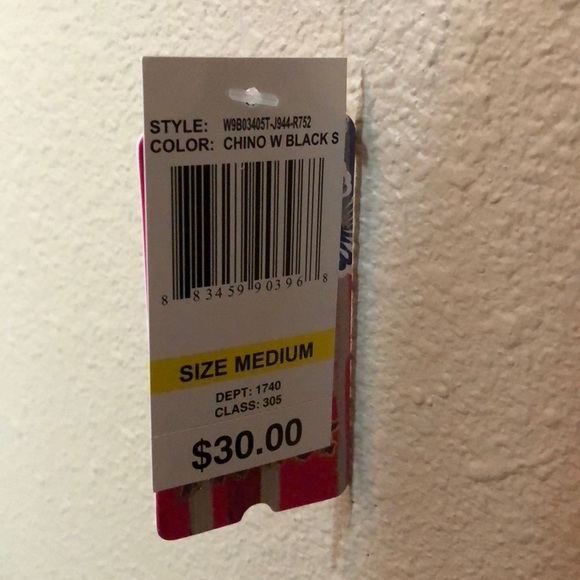 STYLE: W9B03405T-J944-R752
COLOR: CHINO W BLACK S
8 83459 90396 8
SIZE MEDIUM
DEPT: 1740
CLASS: 305
$30.00